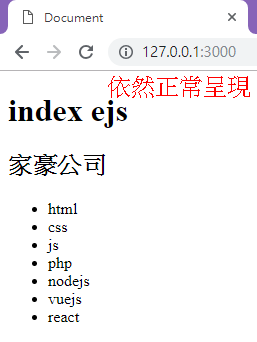 Document
127.0.0.1:3000
依然正常呈現
index ejs
家豪公司
html
css
js
php
nodejs
vuejs
react